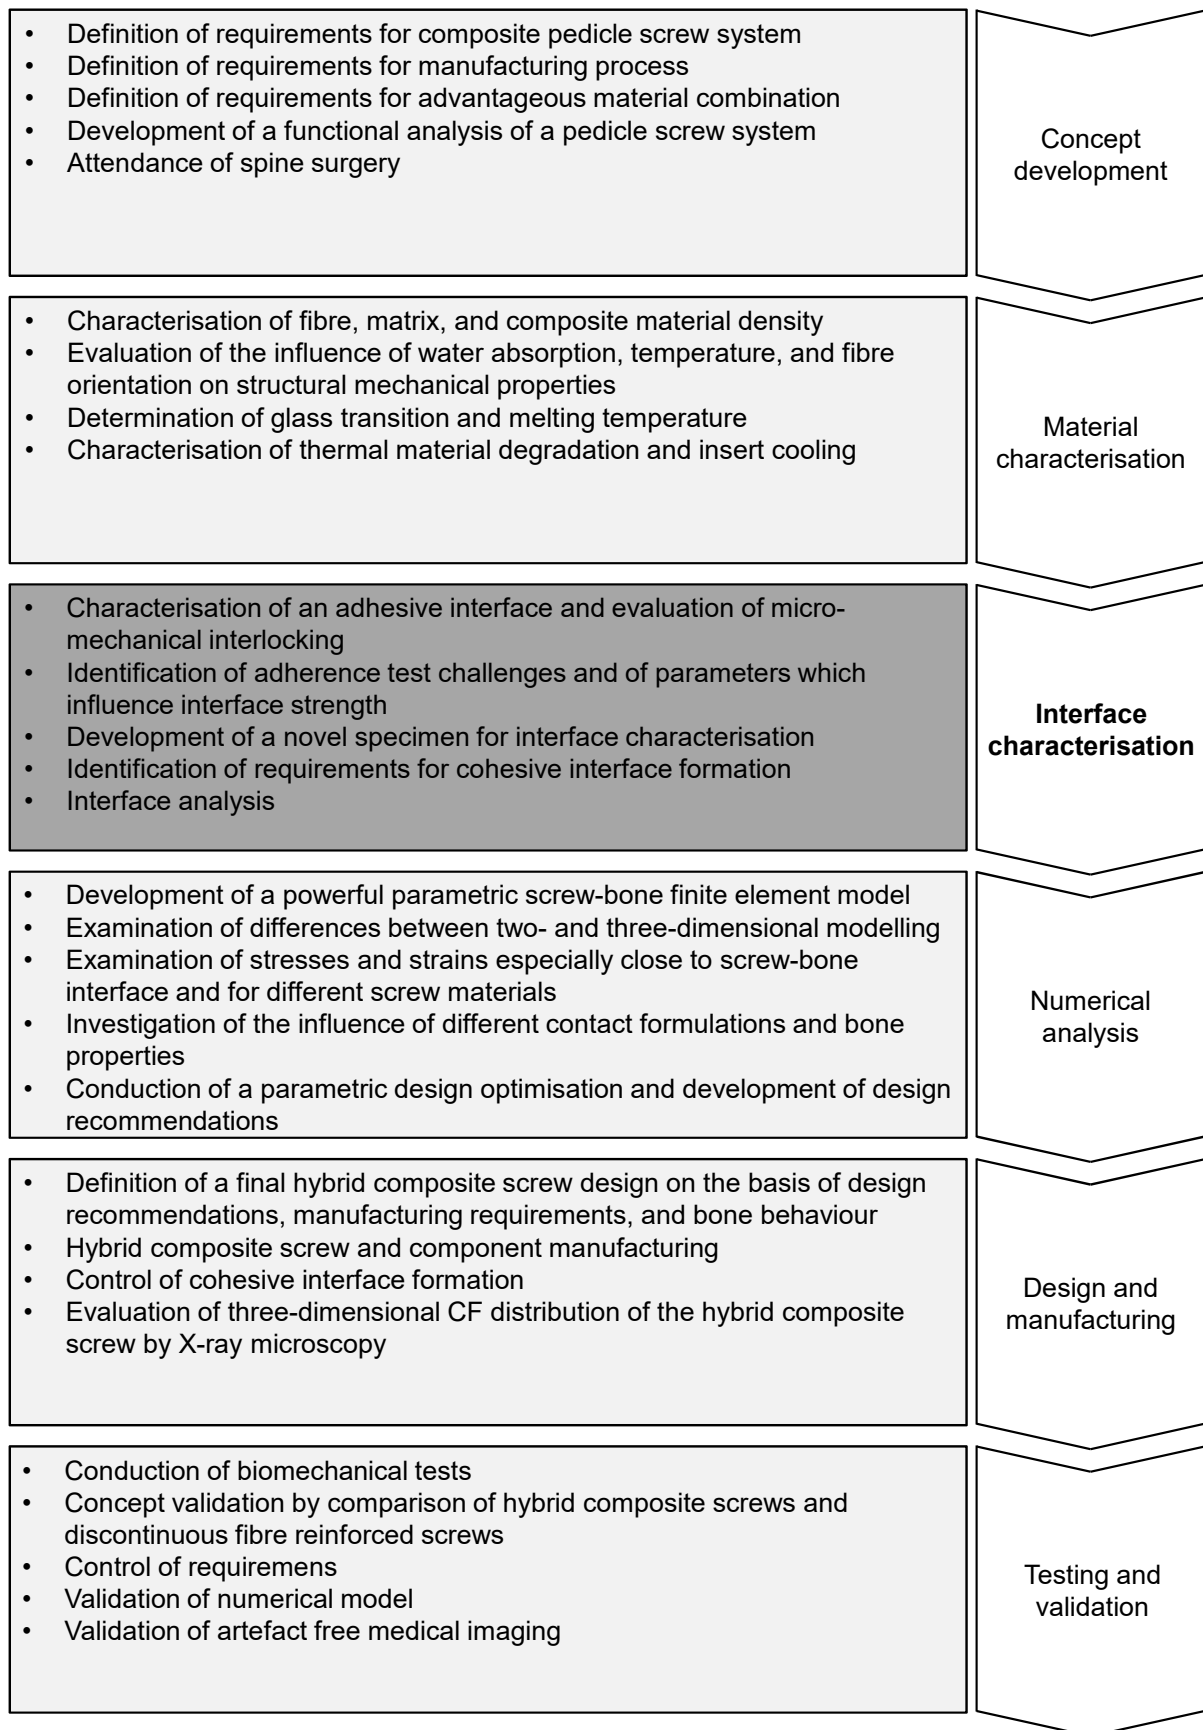 • Definition of requirements for composite pedicle screw system
• Definition of requirements for manufacturing process
• Definition of requirements for advantageous material combination
• Development of a functional analysis of a pedicle screw system
• Attendance of spine surgery
Concept
development
• Characterisation of fibre, matrix, and composite material density
• Evaluation of the influence of water absorption, temperature, and fibre
orientation on structural mechanical properties
• Determination of glass transition and melting temperature
• Characterisation of thermal material degradation and insert cooling
Material
characterisation
• Characterisation of an adhesive interface and evaluation of micro-
mechanical interlocking
• Identification of adherence test challenges and of parameters which
influence interface strength
• Development of a novel specimen for interface characterisation
• Identification of requirements for cohesive interface formation
• Interface analysis
Interface
characterisation
• Development of a powerful parametric screw-bone finite element model
• Examination of differences between two- and three-dimensional modelling
• Examination of stresses and strains especially close to screw-bone
interface and for different screw materials
• Investigation of the influence of different contact formulations and bone
properties
• Conduction of a parametric design optimisation and development of design
recommendations
Numerical
analysis
• Definition of a final hybrid composite screw design on the basis of design
recommendations, manufacturing requirements, and bone behaviour
• Hybrid composite screw and component manufacturing
• Control of cohesive interface formation
• Evaluation of three-dimensional CF distribution of the hybrid composite
screw by X-ray microscopy
Design and
manufacturing
• Conduction of biomechanical tests
• Concept validation by comparison of hybrid composite screws and
discontinuous fibre reinforced screws
• Control of requiremens
• Validation of numerical model
• Validation of artefact free medical imaging
Testing and
validation